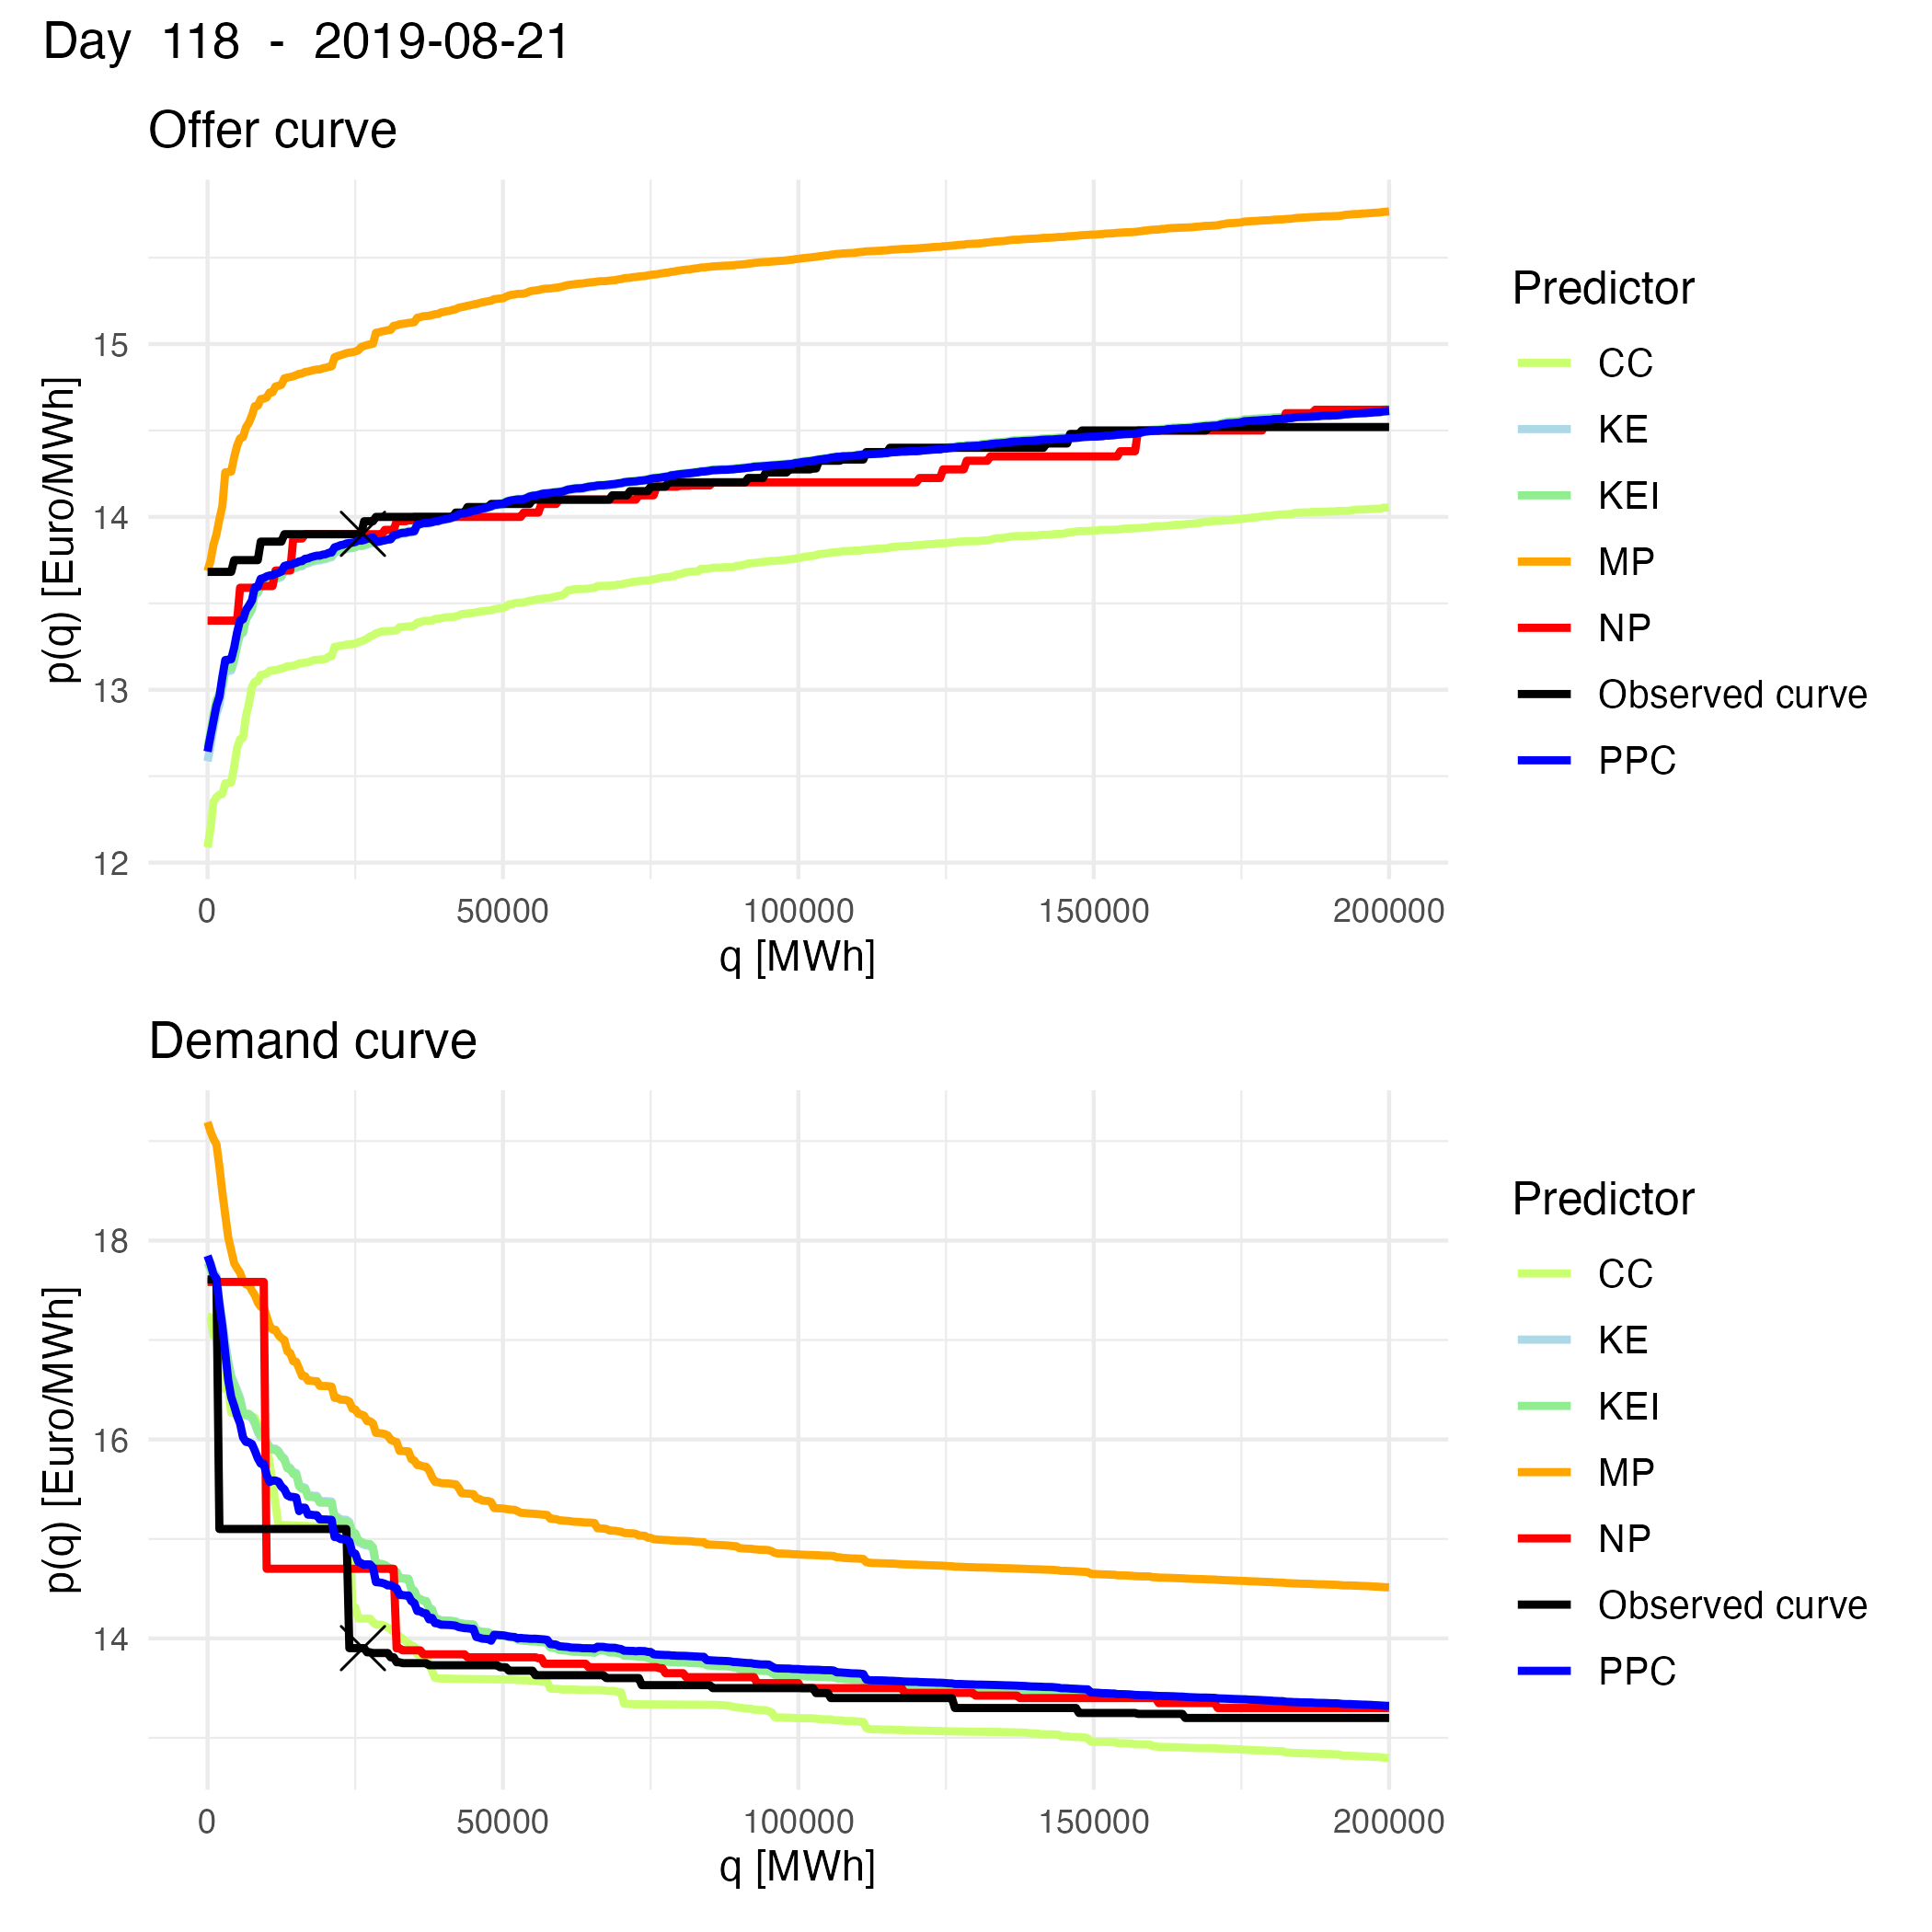 Day 118 - 2019-08-21
Offer curve
p(q) [Euro/MWh]
15
14
13
12
0 50000 100000 150000 200000
q [MWh]
Predictor
CC
KE
KEI
MP
NP
Observed curve
PPC
Demand curve
p(q) [Euro/MWh]
18
16
14
0 50000 100000 150000 200000
q [MWh]
Predictor
CC
KE
KEI
MP
NP
Observed curve
PPC